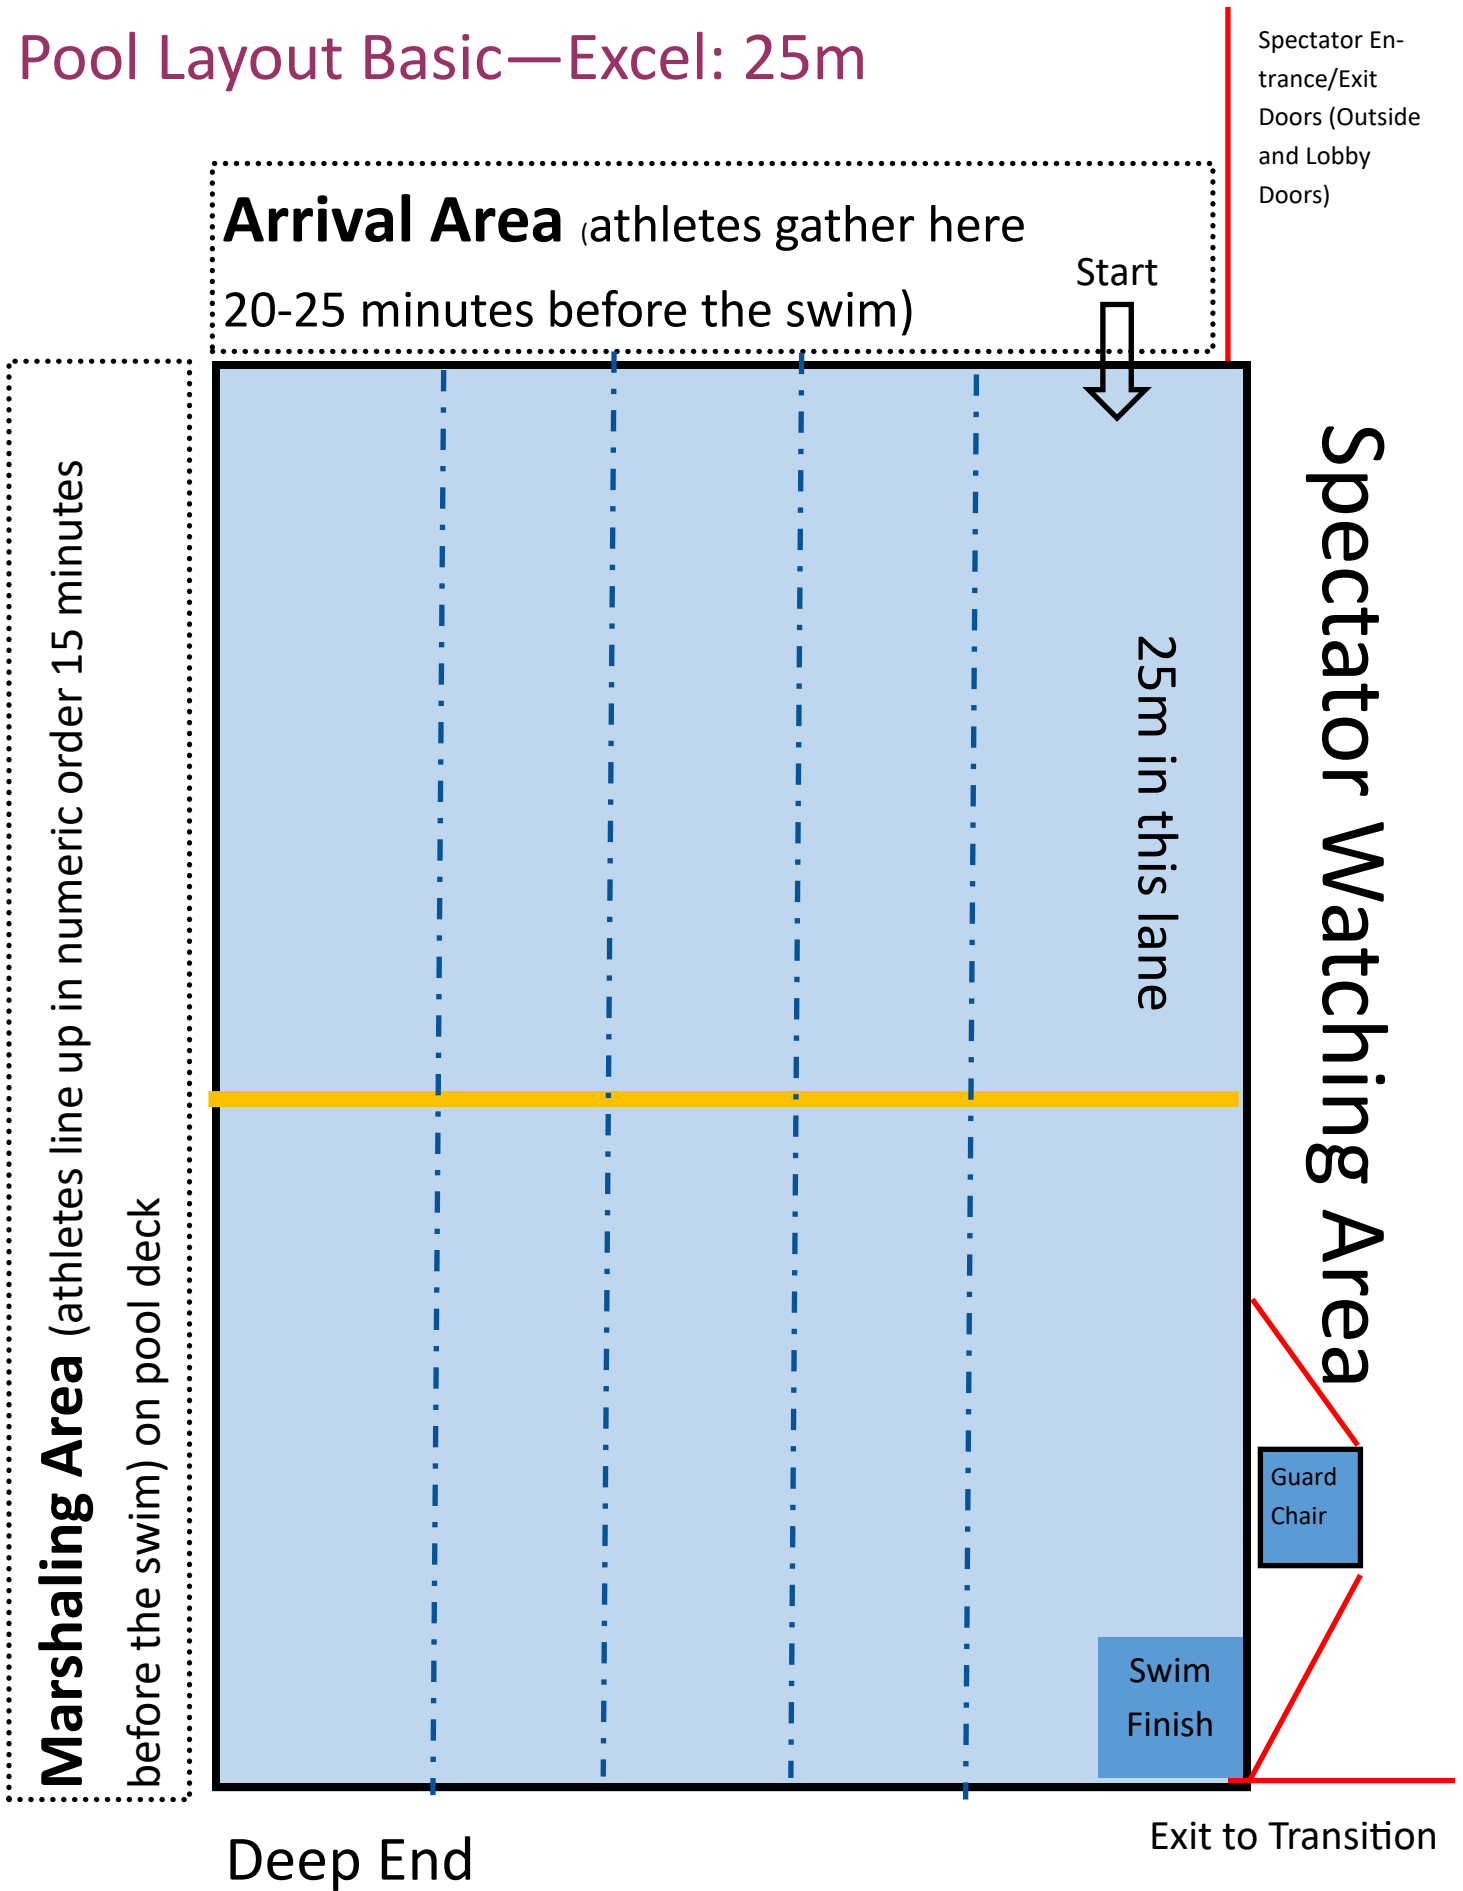 Pool Layout Basic—Excel: 25m
Spectator En-
trance/Exit
Doors (Outside
and Lobby
Doors)
Arrival Area (athletes gather here
20-25 minutes before the swim)
Start
Marshaling Area (athletes line up in numeric order 15 minutes
before the swim) on pool deck
25m in this lane
Spectator Watching Area
Guard
Chair
Swim
Finish
Exit to Transition
Deep End